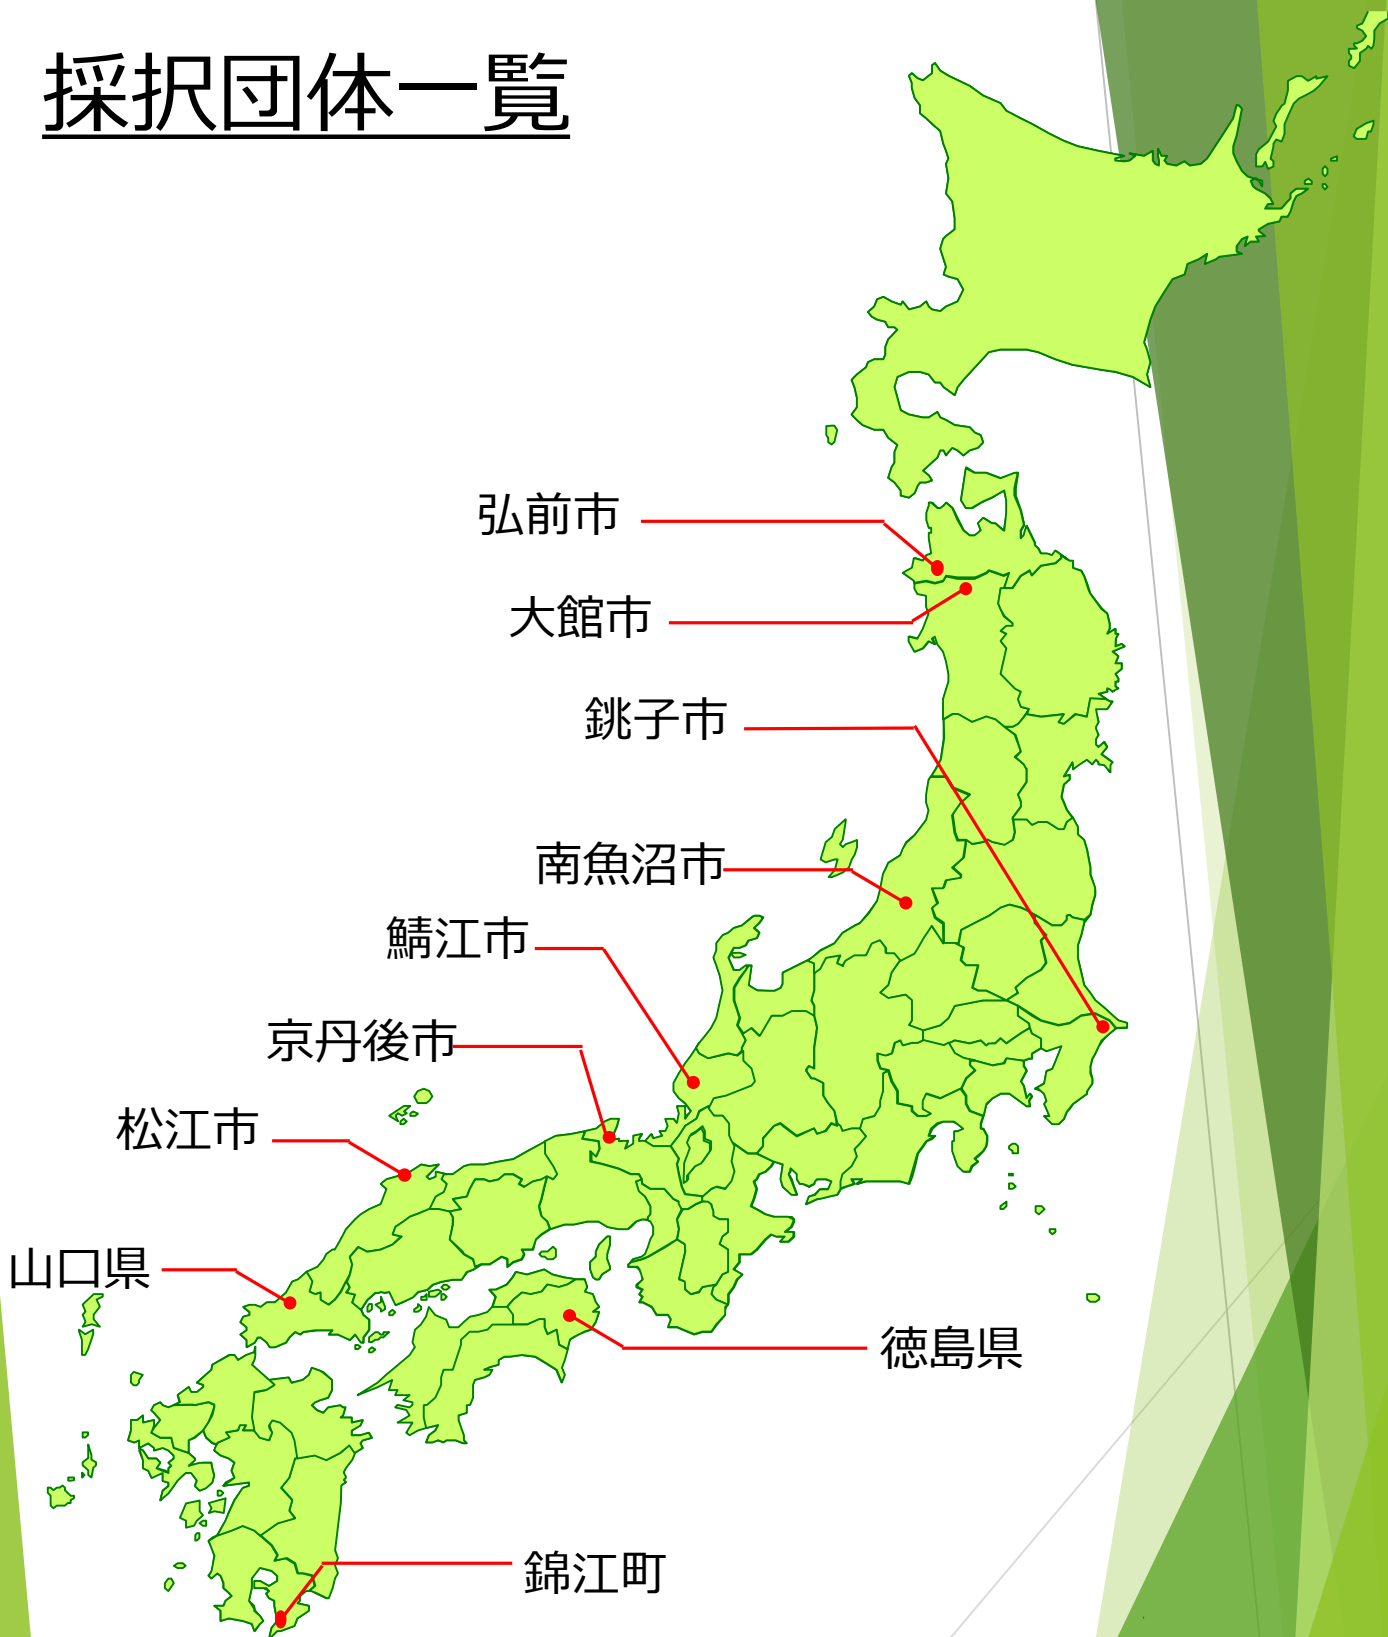 採択団体一覧
弘前市
大館市
銚子市
南魚沼市
鯖江市
京丹後市
松江市
山口県
徳島県
錦江町